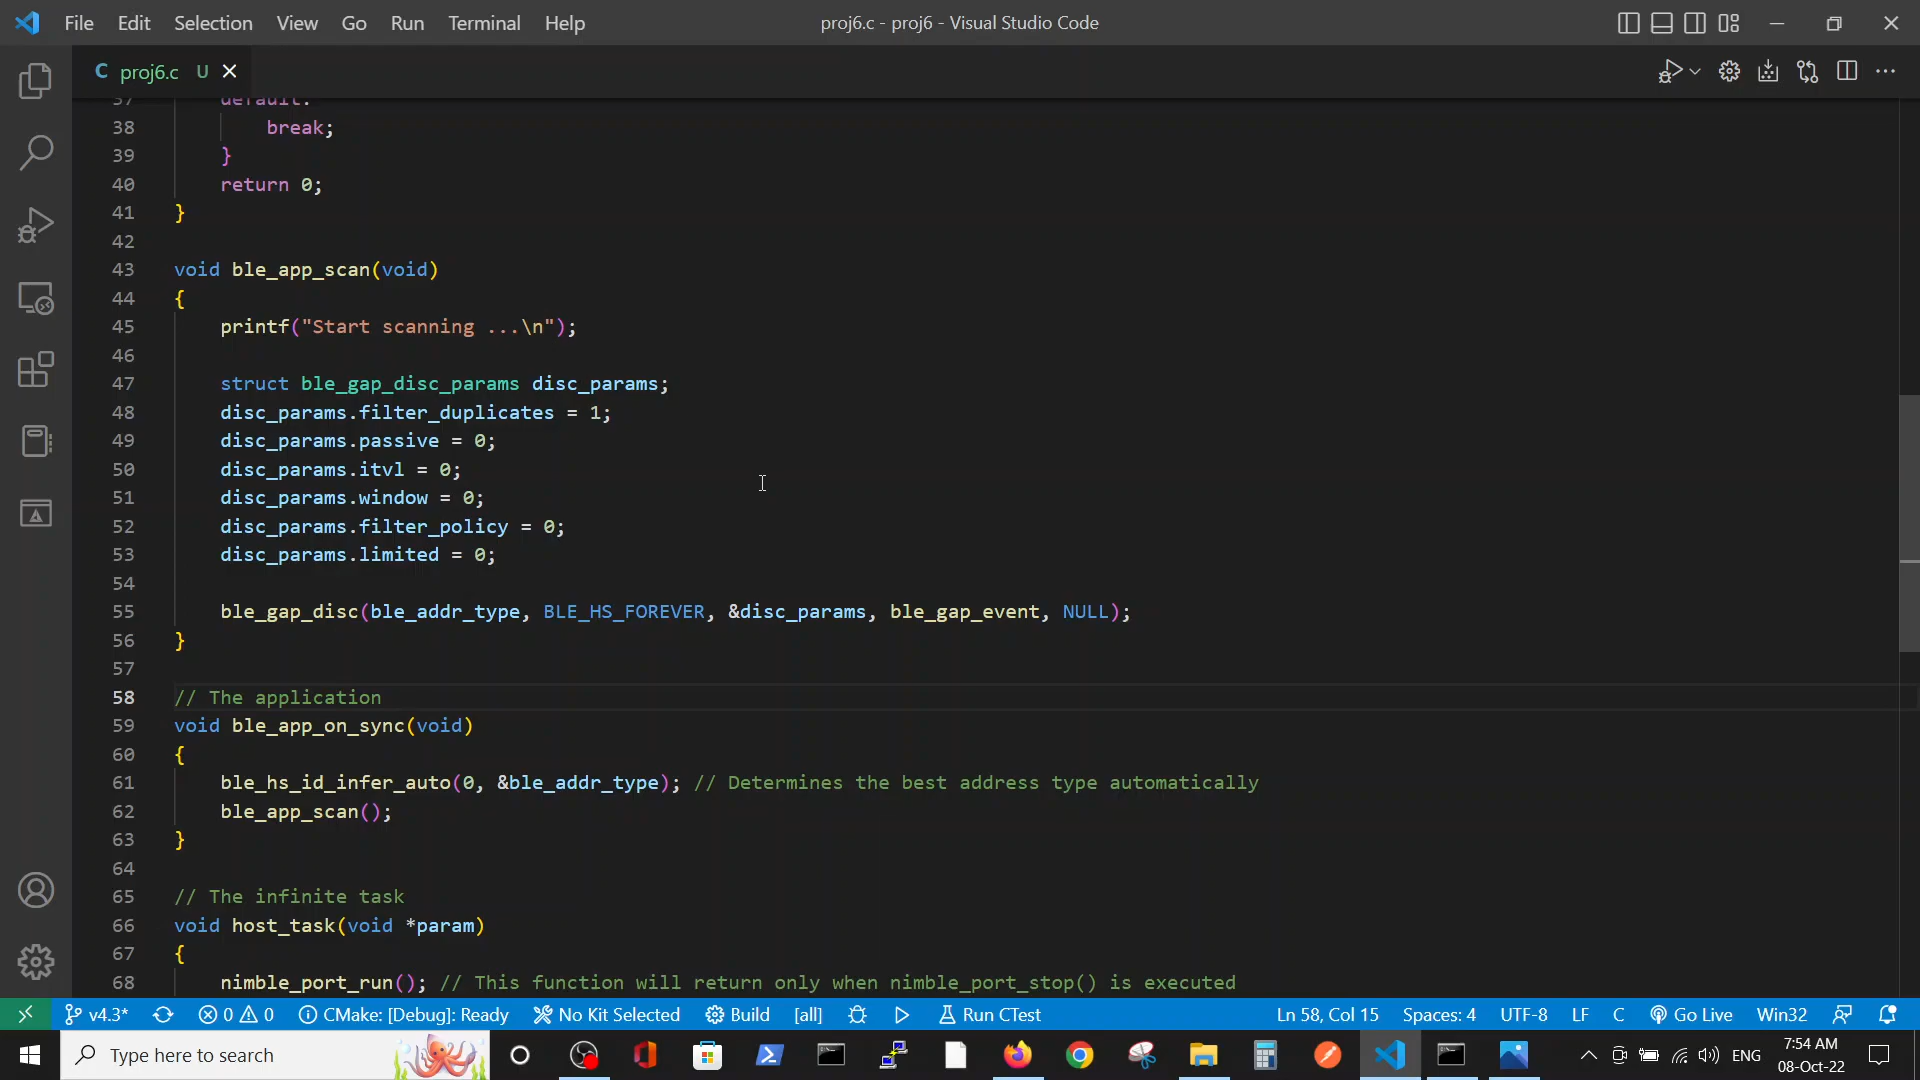 File Edit Selection View Go Run Terminal Help proj6.c - proj6 - Visual Studio Code
C proj6.c U
37 default:
38 break;
39 }
40 return 0;
41 }
42
43 void ble_app_scan(void)
44 {
45 printf("Start scanning ...\n");
46
47 struct ble_gap_disc_params disc_params;
48 disc_params.filter_duplicates = 1;
49 disc_params.passive = 0;
50 disc_params.itvl = 0;
51 disc_params.window = 0;
52 disc_params.filter_policy = 0;
53 disc_params.limited = 0;
54
55 ble_gap_disc(ble_addr_type, BLE_HS_FOREVER, &disc_params, ble_gap_event, NULL);
56 }
57
58 // The application
59 void ble_app_on_sync(void)
60 {
61 ble_hs_id_infer_auto(0, &ble_addr_type); // Determines the best address type automatically
62 ble_app_scan();
63 }
64
65 // The infinite task
66 void host_task(void *param)
67 {
68 nimble_port_run(); // This function will return only when nimble_port_stop() is executed
v4.3* 0 0 CMake: [Debug]: Ready No Kit Selected Build [all] Run CTest Ln 58, Col 15 Spaces: 4 UTF-8 LF C Go Live Win32
Type here to search ENG 7:54 AM
08-Oct-22